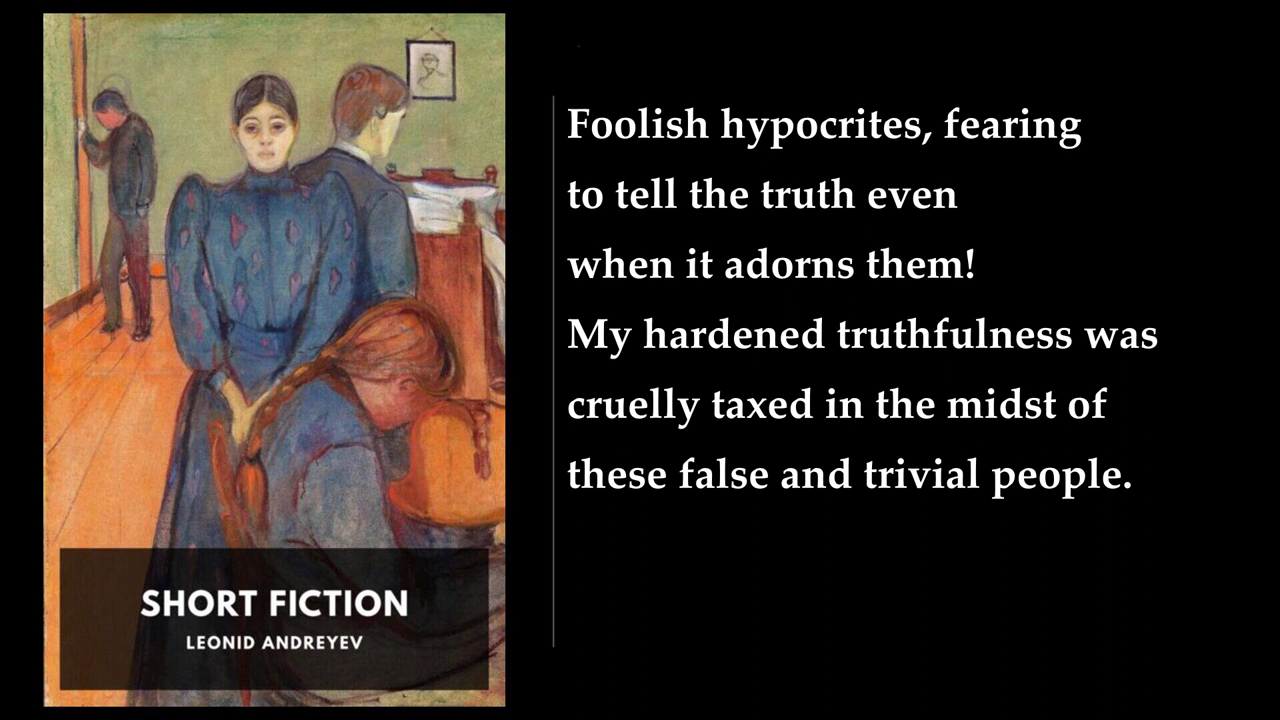 Foolish hypocrites, fearing
to tell the truth even
when it adorns them!
My hardened truthfulness was
cruelly taxed in the midst of
these false and trivial people.
SHORT FICTION
LEONID ANDREYEV